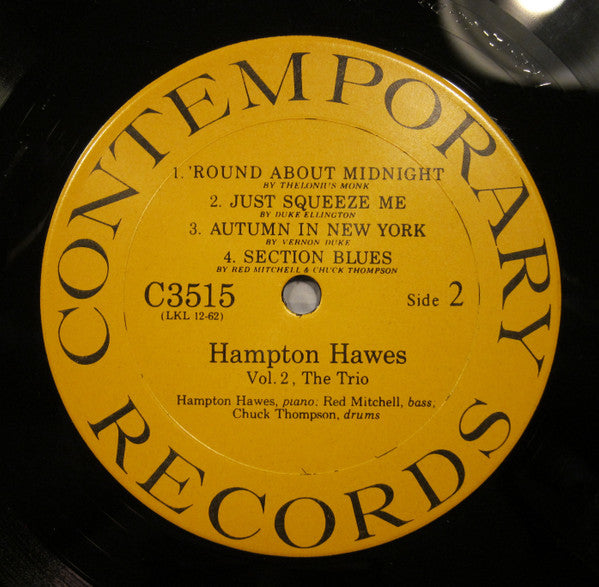 CONTEMPORARY
1. 'ROUND ABOUT MIDNIGHT
BY THELONIUS MONK
2. JUST SQUEEZE ME
BY DUKE ELLINGTON
3. AUTUMN IN NEW YORK
BY VERNON DUKE
4. SECTION BLUES
BY RED MITCHELL & CHUCK THOMPSON
C3515
(LKL 12-62)
Side 2
Hampton Hawes
Vol. 2, The Trio
Hampton Hawes, piano; Red Mitchell, bass,
Chuck Thompson, drums
RECORDS